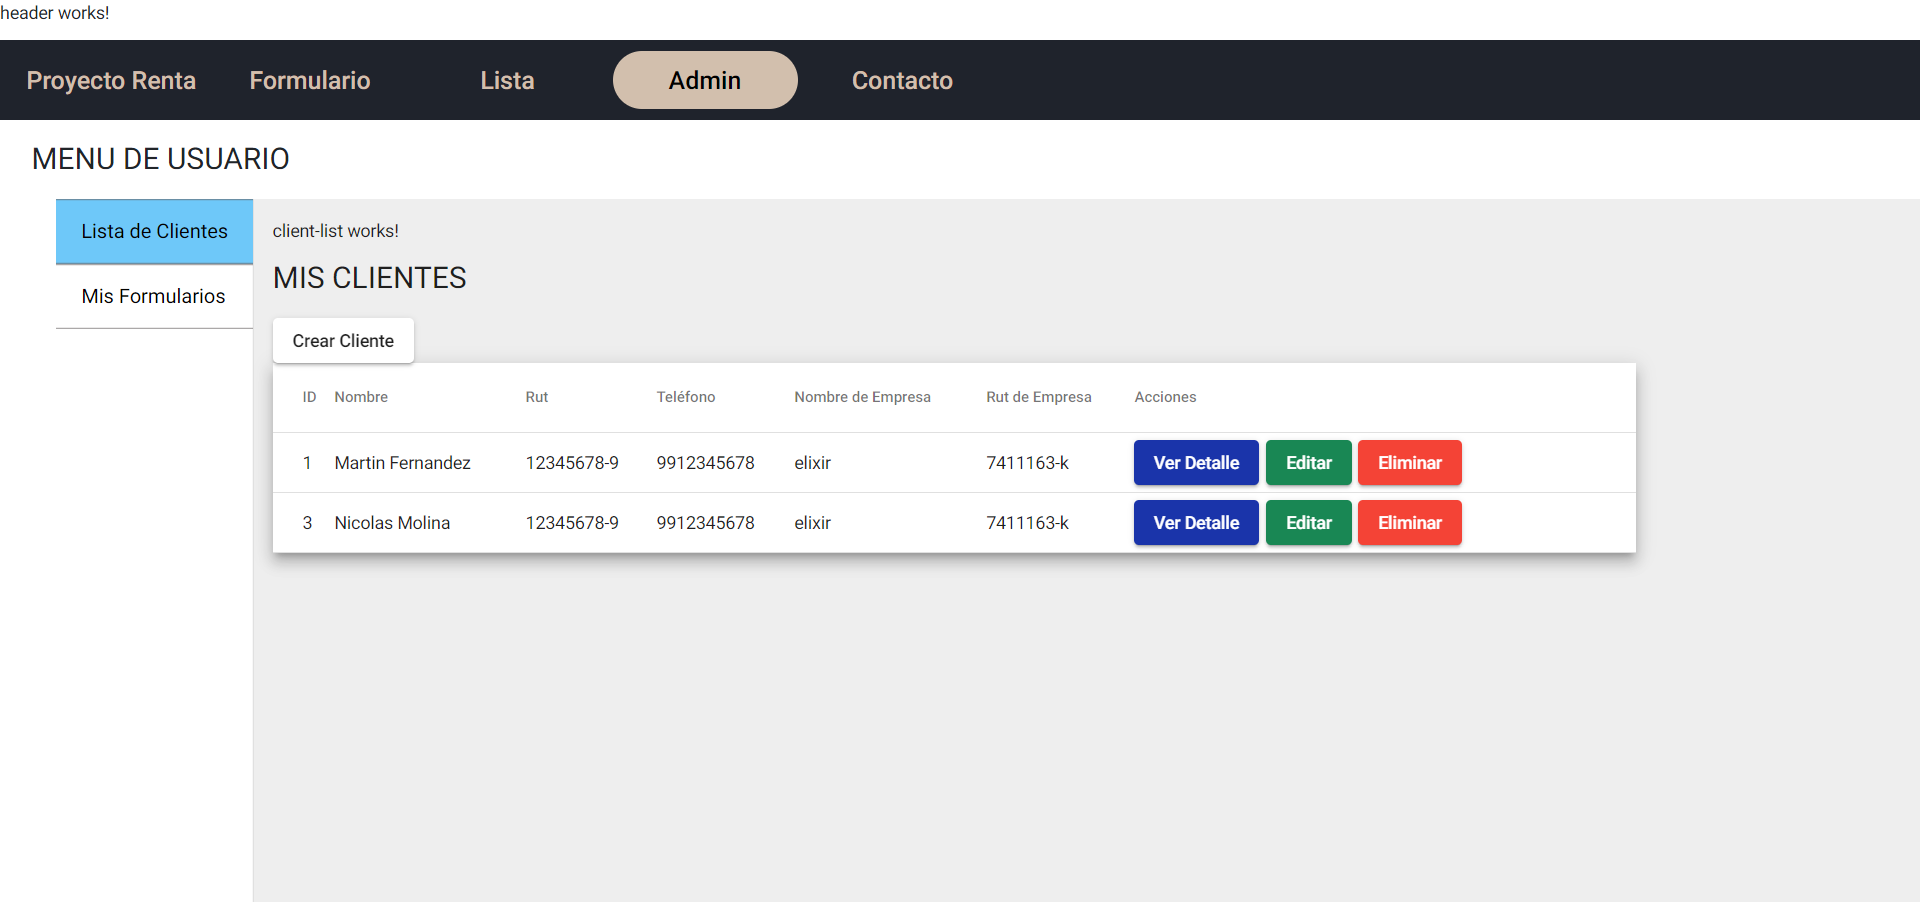 header works!
Proyecto Renta Formulario Lista Admin Contacto
MENU DE USUARIO
Lista de Clientes
Mis Formularios
client-list works!
MIS CLIENTES
Crear Cliente
ID Nombre Rut Teléfono Nombre de Empresa Rut de Empresa Acciones
1 Martin Fernandez 12345678-9 9912345678 elixir 7411163-k Ver Detalle Editar Eliminar
3 Nicolas Molina 12345678-9 9912345678 elixir 7411163-k Ver Detalle Editar Eliminar